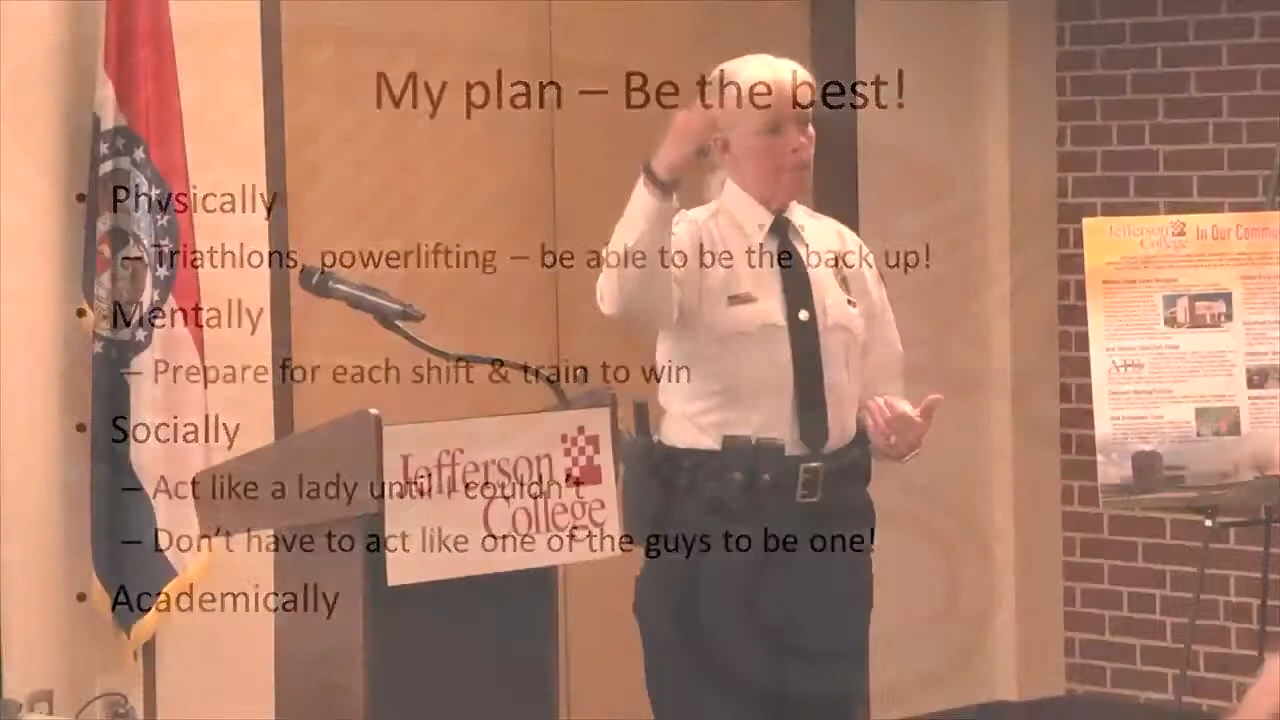 My plan – Be the best!
• Physically
– Triathlons, powerlifting – be able to be the back up!
• Mentally
– Prepare for each shift & train to win
• Socially
– Act like a lady until I couldn't
– Don't have to act like one of the guys to be one!
• Academically
Jefferson
College
Jefferson
College
In Our Commu